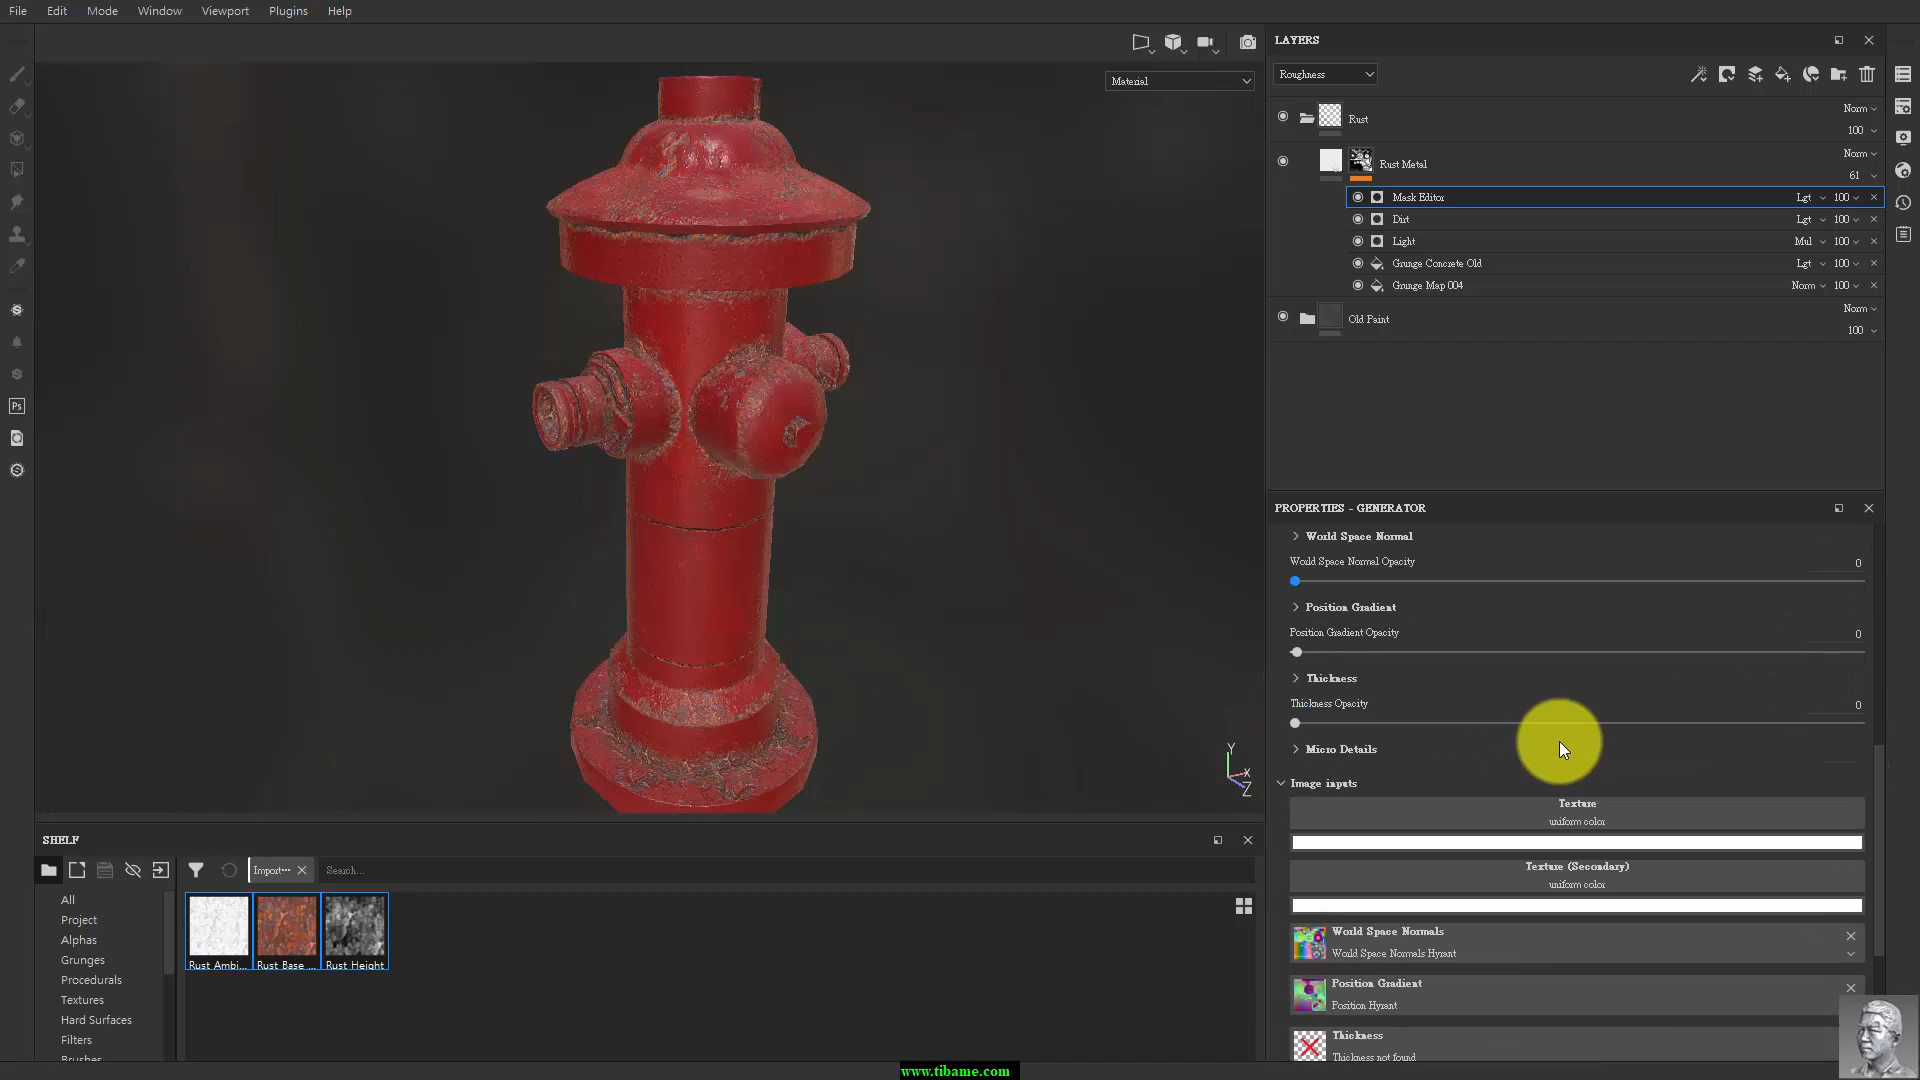 File Edit Mode Window Viewport Plugins Help
Material
LAYERS
Roughness
Norm
Rust
100
Norm
Rust Metal
61
Mask Editor Lgt 100
Dirt Lgt 100
Light Mul 100
Grunge Concrete Old Lgt 100
Grunge Map 004 Norm 100
Norm
Old Paint
100
PROPERTIES - GENERATOR
World Space Normal
World Space Normal Opacity 0
Position Gradient
Position Gradient Opacity 0
Thickness
Thickness Opacity 0
Micro Details
Image inputs
Texture
uniform color
Texture (Secondary)
uniform color
World Space Normals
World Space Normals Hyrant
Position Gradient
Position Hyrant
Thickness
Thickness not found
Ps
Y
X
Z
SHELF
Import··· Search...
All
Project
Alphas
Grunges
Procedurals
Textures
Hard Surfaces
Filters
Brushes
Rust Ambi... Rust Base ... Rust Height
www.tibame.com